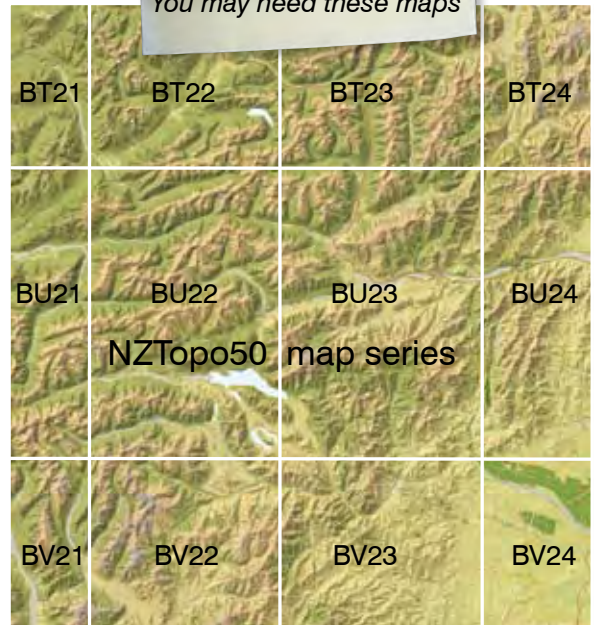 You may need these maps
BT21 BT22 BT23 BT24
BU21 BU22 BU23 BU24
NZTopo50 map series
BV21 BV22 BV23 BV24